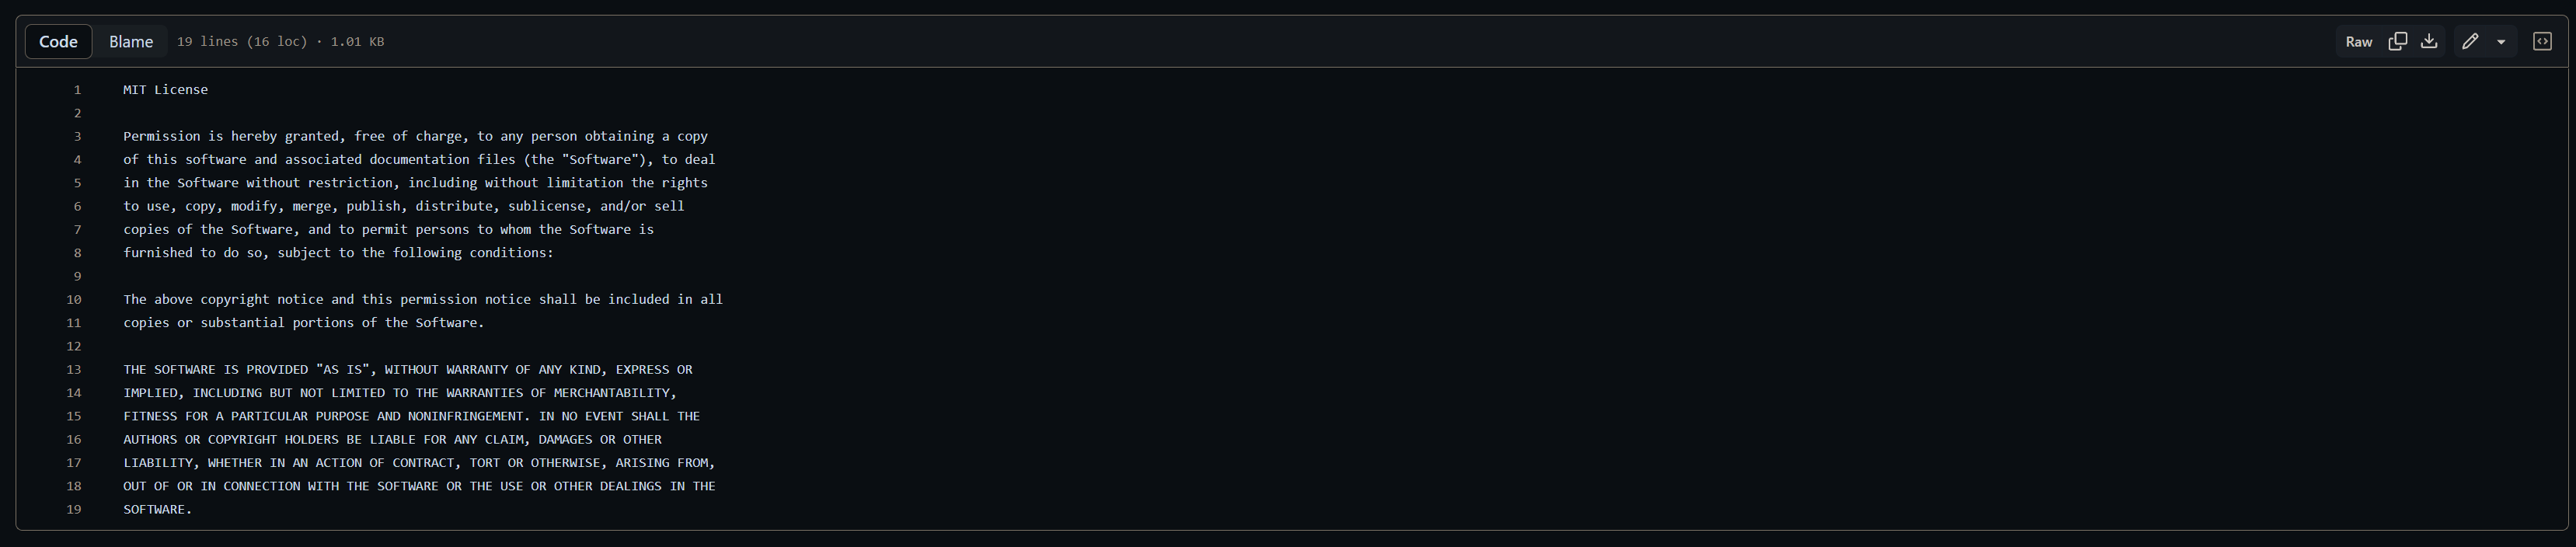 Code Blame 19 lines (16 loc) · 1.01 KB Raw
1 MIT License
2
3 Permission is hereby granted, free of charge, to any person obtaining a copy
4 of this software and associated documentation files (the "Software"), to deal
5 in the Software without restriction, including without limitation the rights
6 to use, copy, modify, merge, publish, distribute, sublicense, and/or sell
7 copies of the Software, and to permit persons to whom the Software is
8 furnished to do so, subject to the following conditions:
9
10 The above copyright notice and this permission notice shall be included in all
11 copies or substantial portions of the Software.
12
13 THE SOFTWARE IS PROVIDED "AS IS", WITHOUT WARRANTY OF ANY KIND, EXPRESS OR
14 IMPLIED, INCLUDING BUT NOT LIMITED TO THE WARRANTIES OF MERCHANTABILITY,
15 FITNESS FOR A PARTICULAR PURPOSE AND NONINFRINGEMENT. IN NO EVENT SHALL THE
16 AUTHORS OR COPYRIGHT HOLDERS BE LIABLE FOR ANY CLAIM, DAMAGES OR OTHER
17 LIABILITY, WHETHER IN AN ACTION OF CONTRACT, TORT OR OTHERWISE, ARISING FROM,
18 OUT OF OR IN CONNECTION WITH THE SOFTWARE OR THE USE OR OTHER DEALINGS IN THE
19 SOFTWARE.